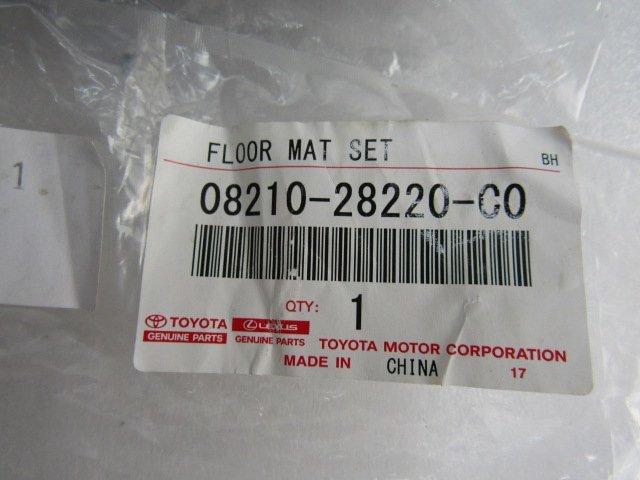 1
FLOOR MAT SET
BH
08210-28220-C0
QTY: 1
TOYOTA
GENUINE PARTS
LEXUS
GENUINE PARTS
TOYOTA MOTOR CORPORATION
MADE IN CHINA 17